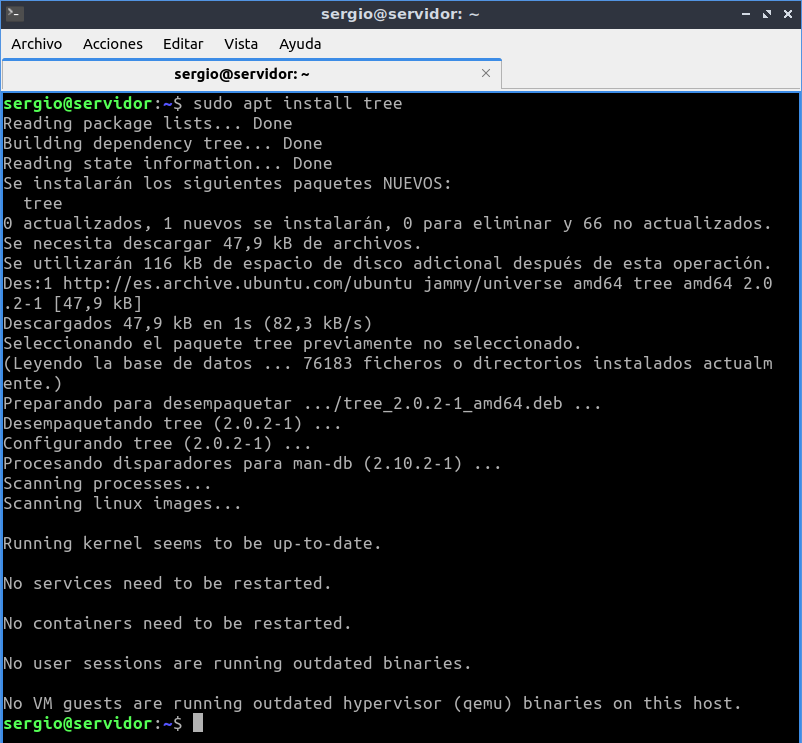 sergio@servidor: ~
Archivo Acciones Editar Vista Ayuda
sergio@servidor: ~
sergio@servidor:~$ sudo apt install tree
Reading package lists... Done
Building dependency tree... Done
Reading state information... Done
Se instalarán los siguientes paquetes NUEVOS:
  tree
0 actualizados, 1 nuevos se instalarán, 0 para eliminar y 66 no actualizados.
Se necesita descargar 47,9 kB de archivos.
Se utilizarán 116 kB de espacio de disco adicional después de esta operación.
Des:1 http://es.archive.ubuntu.com/ubuntu jammy/universe amd64 tree amd64 2.0
.2-1 [47,9 kB]
Descargados 47,9 kB en 1s (82,3 kB/s)
Seleccionando el paquete tree previamente no seleccionado.
(Leyendo la base de datos ... 76183 ficheros o directorios instalados actualm
ente.)
Preparando para desempaquetar .../tree_2.0.2-1_amd64.deb ...
Desempaquetando tree (2.0.2-1) ...
Configurando tree (2.0.2-1) ...
Procesando disparadores para man-db (2.10.2-1) ...
Scanning processes...
Scanning linux images...
Running kernel seems to be up-to-date.
No services need to be restarted.
No containers need to be restarted.
No user sessions are running outdated binaries.
No VM guests are running outdated hypervisor (qemu) binaries on this host.
sergio@servidor:~$